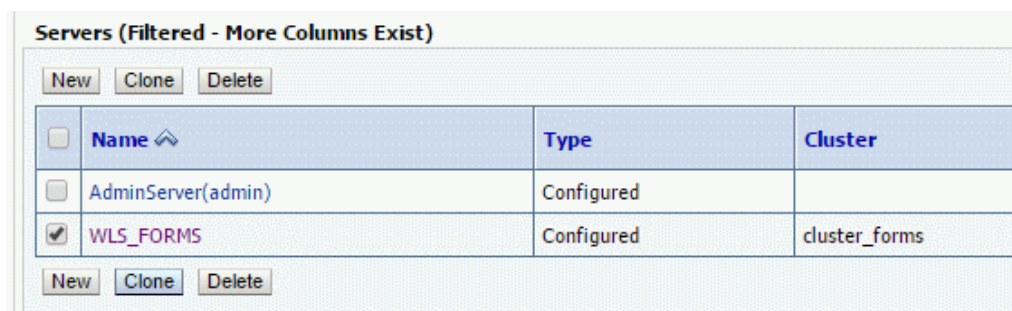 Servers (Filtered - More Columns Exist)
New Clone Delete
Name Type Cluster
AdminServer(admin) Configured
WLS_FORMS Configured cluster_forms
New Clone Delete